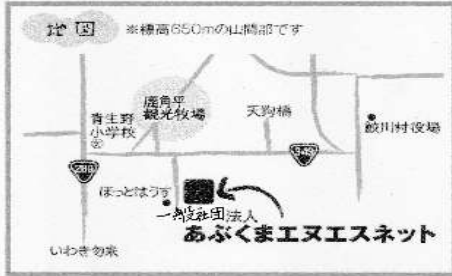 地図
※標高650mの山間部です
鹿角平
観光牧場
天狗橋
青生野
小学校
文
鮫川村役場
349
289
ほっとはうす
一般社団法人
あぶくまエヌエスネット
いわき勿来